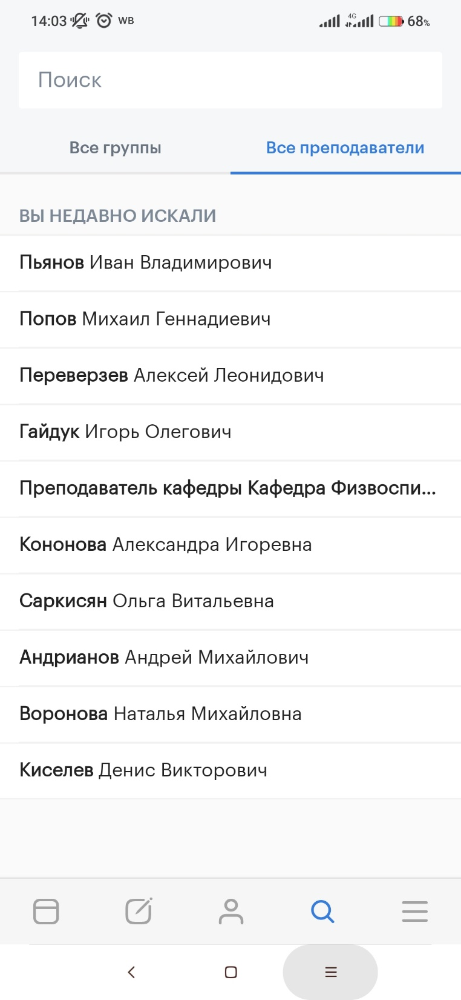 14:03 WB 4G 68%
Поиск
Все группы Все преподаватели
ВЫ НЕДАВНО ИСКАЛИ
Пьянов Иван Владимирович
Попов Михаил Геннадиевич
Переверзев Алексей Леонидович
Гайдук Игорь Олегович
Преподаватель кафедры Кафедра Физвоспи...
Кононова Александра Игоревна
Саркисян Ольга Витальевна
Андрианов Андрей Михайлович
Воронова Наталья Михайловна
Киселев Денис Викторович